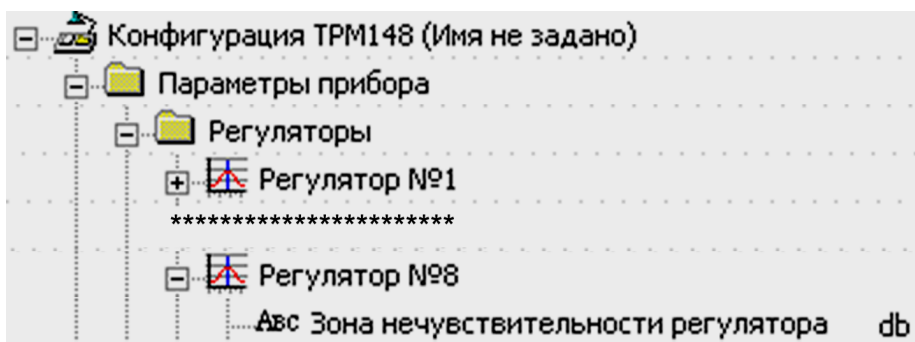 Конфигурация ТРМ148 (Имя не задано)
Параметры прибора
Регуляторы
Регулятор №1
***********************
Регулятор №8
Авс Зона нечувствительности регулятора db